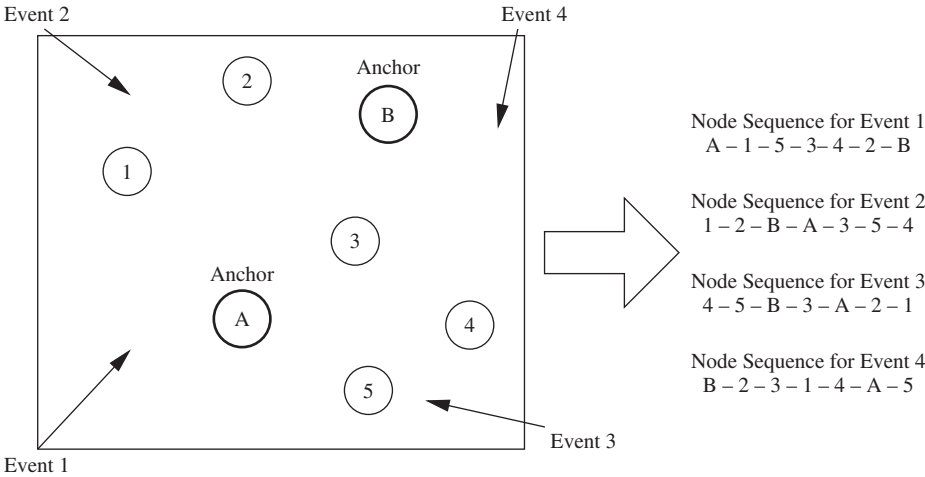 Event 2
Event 4
2
Anchor
B
1
3
Anchor
A
4
5
Event 3
Event 1
Node Sequence for Event 1
A – 1 – 5 – 3– 4 – 2 – B
Node Sequence for Event 2
1 – 2 – B – A – 3 – 5 – 4
Node Sequence for Event 3
4 – 5 – B – 3 – A – 2 – 1
Node Sequence for Event 4
B – 2 – 3 – 1 – 4 – A – 5